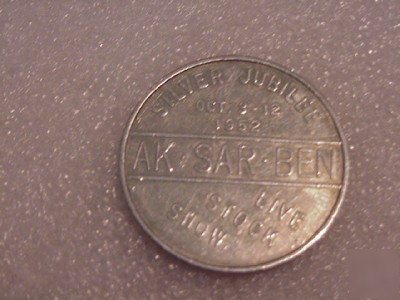 SILVER JUBILEE
OCT. 3-12
1952
AK·SAR·BEN
LIVE
STOCK
SHOW.